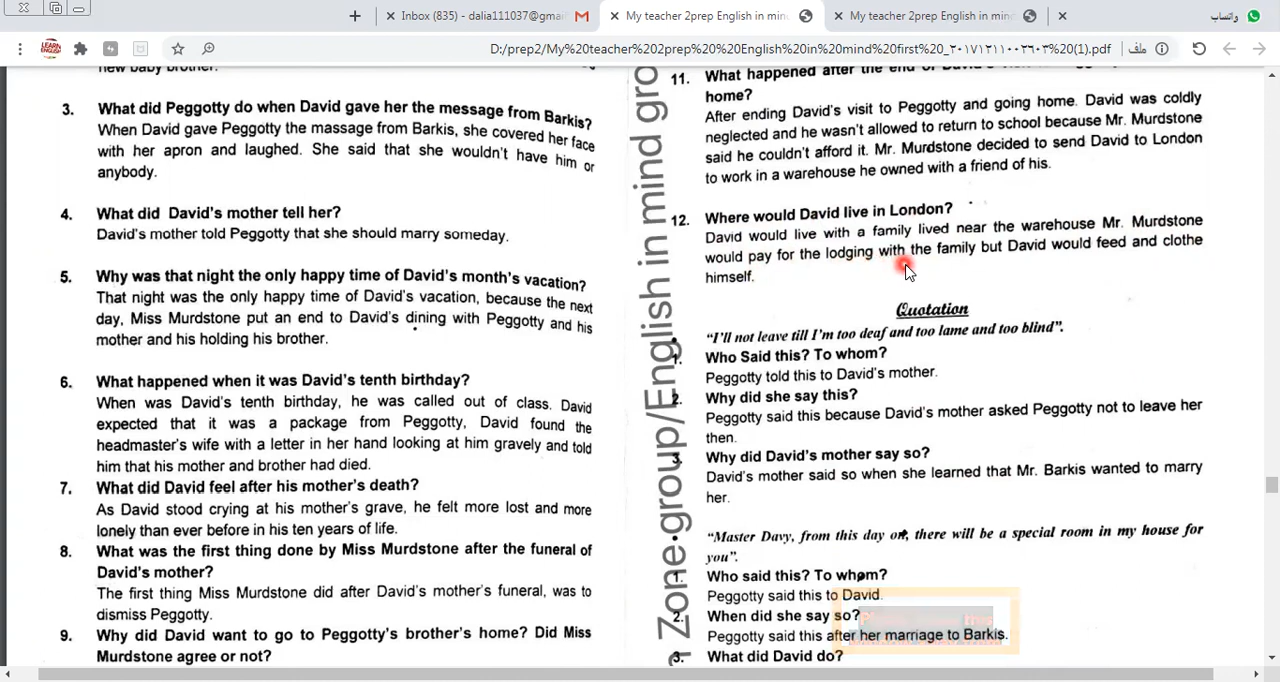 Inbox (835) - dalia111037@gmai
My teacher 2prep English in mind
My teacher 2prep English in mind
واتساب
D:/prep2/My%20teacher%202prep%20%20English%20in%20mind%20first%20_٢٠١٧١٢١١٠٠٢٦٠٣%20(1).pdf
ملف
new baby brother.
3. What did Peggotty do when David gave her the message from Barkis?
When David gave Peggotty the massage from Barkis, she covered her face
with her apron and laughed. She said that she wouldn't have him or
anybody.
4. What did David's mother tell her?
David's mother told Peggotty that she should marry someday.
5. Why was that night the only happy time of David's month's vacation?
That night was the only happy time of David's vacation, because the next
day, Miss Murdstone put an end to David's dining with Peggotty and his
mother and his holding his brother.
6. What happened when it was David's tenth birthday?
When was David's tenth birthday, he was called out of class. David
expected that it was a package from Peggotty, David found the
headmaster's wife with a letter in her hand looking at him gravely and told
him that his mother and brother had died.
7. What did David feel after his mother's death?
As David stood crying at his mother's grave, he felt more lost and more
lonely than ever before in his ten years of life.
8. What was the first thing done by Miss Murdstone after the funeral of
David's mother?
The first thing Miss Murdstone did after David's mother's funeral, was to
dismiss Peggotty.
9. Why did David want to go to Peggotty's brother's home? Did Miss
Murdstone agree or not?
Zone group/English in mind gro
11. What happened after the end of David's
home?
After ending David's visit to Peggotty and going home. David was coldly
neglected and he wasn't allowed to return to school because Mr. Murdstone
said he couldn't afford it. Mr. Murdstone decided to send David to London
to work in a warehouse he owned with a friend of his.
12. Where would David live in London?
David would live with a family lived near the warehouse Mr. Murdstone
would pay for the lodging with the family but David would feed and clothe
himself.
Quotation
"I'll not leave till I'm too deaf and too lame and too blind".
1. Who Said this? To whom?
Peggotty told this to David's mother.
2. Why did she say this?
Peggotty said this because David's mother asked Peggotty not to leave her
then.
3. Why did David's mother say so?
David's mother said so when she learned that Mr. Barkis wanted to marry
her.
"Master Davy, from this day on, there will be a special room in my house for
you".
1. Who said this? To whom?
Peggotty said this to David.
2. When did she say so?
Peggotty said this after her marriage to Barkis.
3. What did David do?